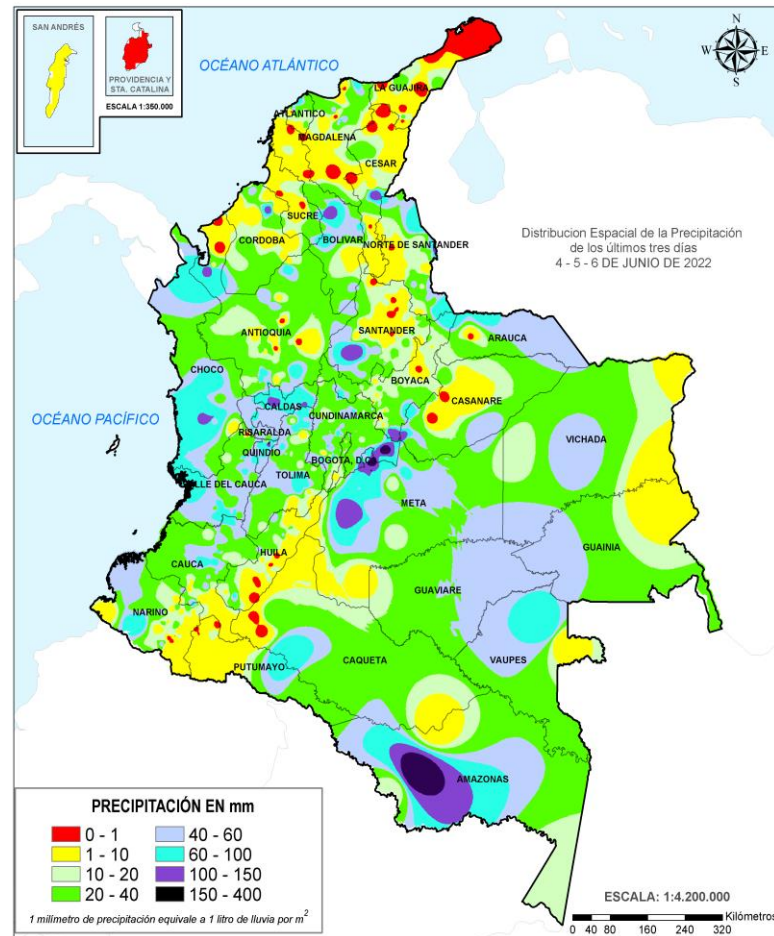 SAN ANDRÉS
PROVIDENCIA Y
STA. CATALINA
ESCALA 1:350.000
OCÉANO ATLÁNTICO
N
W
E
S
LA GUAJIRA
ATLANTICO
MAGDALENA
CESAR
SUCRE
CORDOBA
BOLIVAR
NORTE DE SANTANDER
Distribucion Espacial de la Precipitación
de los últimos tres días
4 - 5 - 6 DE JUNIO DE 2022
ANTIOQUIA
SANTANDER
ARAUCA
CHOCO
BOYACA
CASANARE
OCÉANO PACÍFICO
CALDAS
CUNDINAMARCA
RISARALDA
VICHADA
QUINDIO
BOGOTA, D.C.
TOLIMA
VALLE DEL CAUCA
META
GUAINIA
HUILA
CAUCA
GUAVIARE
NARINO
VAUPES
CAQUETA
PUTUMAYO
AMAZONAS
PRECIPITACIÓN EN mm
0 - 1
40 - 60
1 - 10
60 - 100
10 - 20
100 - 150
20 - 40
150 - 400
1 milímetro de precipitación equivale a 1 litro de lluvia por m²
ESCALA: 1:4.200.000
Kilómetros
0 40 80 160 240 320